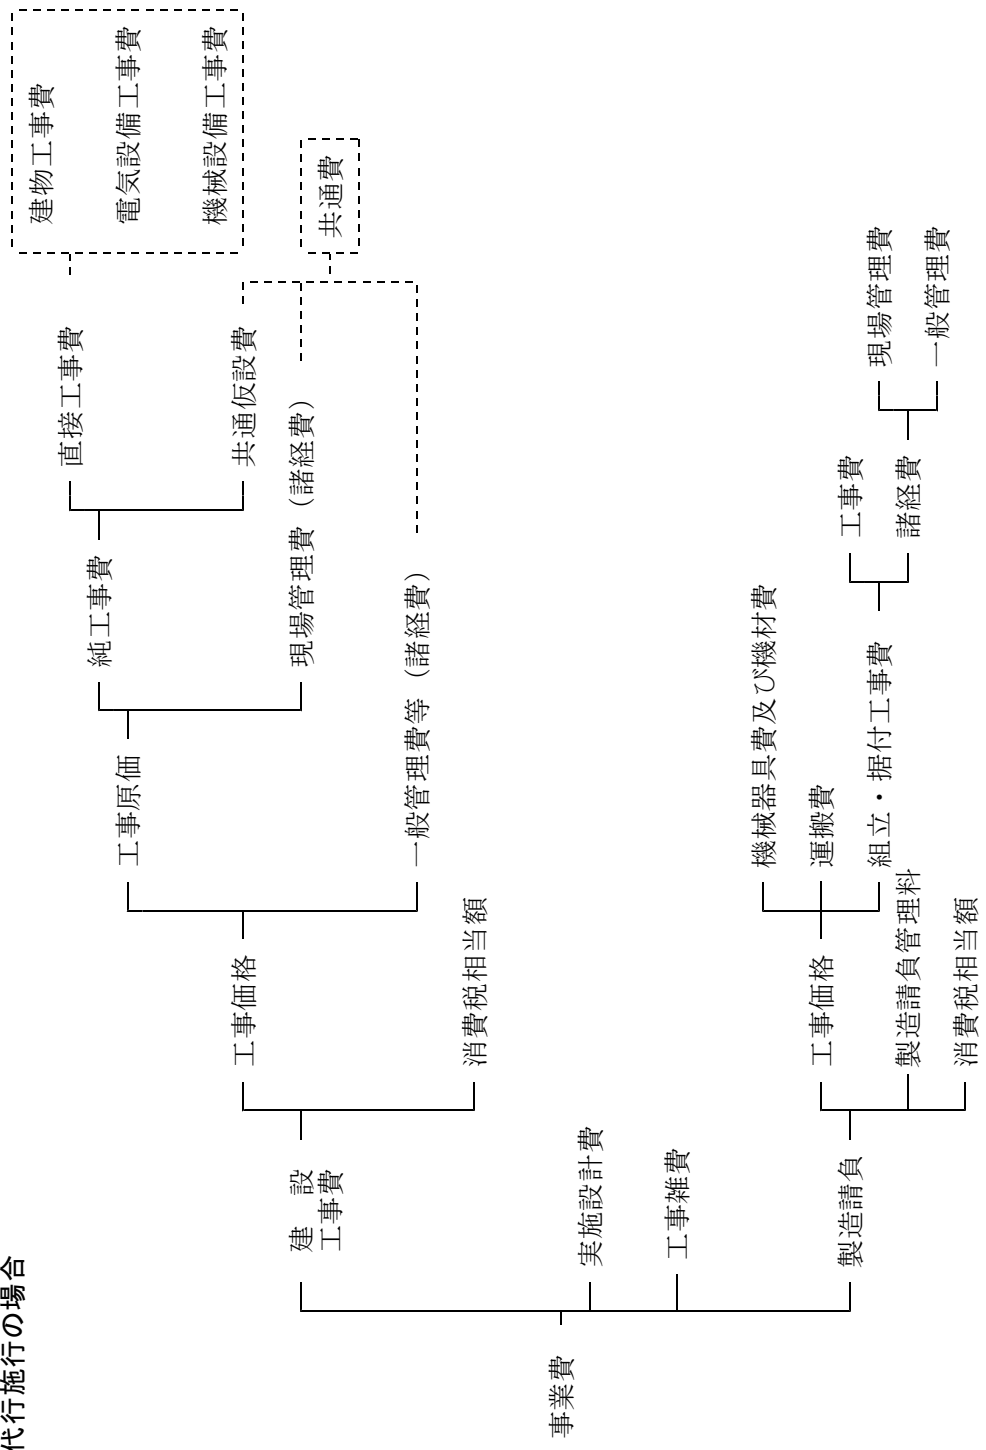 代行施行の場合
事業費
建　設
工事費
実施設計費
工事雑費
製造請負
工事価格
消費税相当額
工事原価
一般管理費等（諸経費）
純工事費
現場管理費（諸経費）
直接工事費
共通仮設費
建物工事費
電気設備工事費
機械設備工事費
共通費
工事価格
製造請負管理料
消費税相当額
機械器具費及び機材費
運搬費
組立・据付工事費
工事費
諸経費
現場管理費
一般管理費